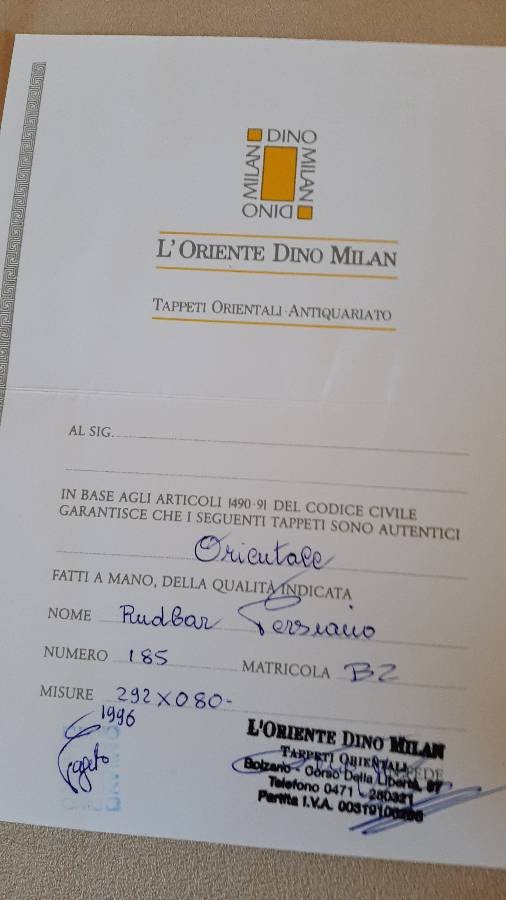 DINO
MILAN
MILAN
DINO
L'ORIENTE DINO MILAN
TAPPETI ORIENTALI · ANTIQUARIATO
AL SIG.
IN BASE AGLI ARTICOLI 1490-91 DEL CODICE CIVILE
GARANTISCE CHE I SEGUENTI TAPPETI SONO AUTENTICI
Orientale
FATTI A MANO, DELLA QUALITÀ INDICATA
NOME Rudbar Persiano
NUMERO 185 MATRICOLA BZ
MISURE 292X080-
1996
L'ORIENTE DINO MILAN
TAPPETI ORIENTALI
Bolzano - Corso Della Libertà, 97
Telefono 0471 - 280321
Partita I.V.A.